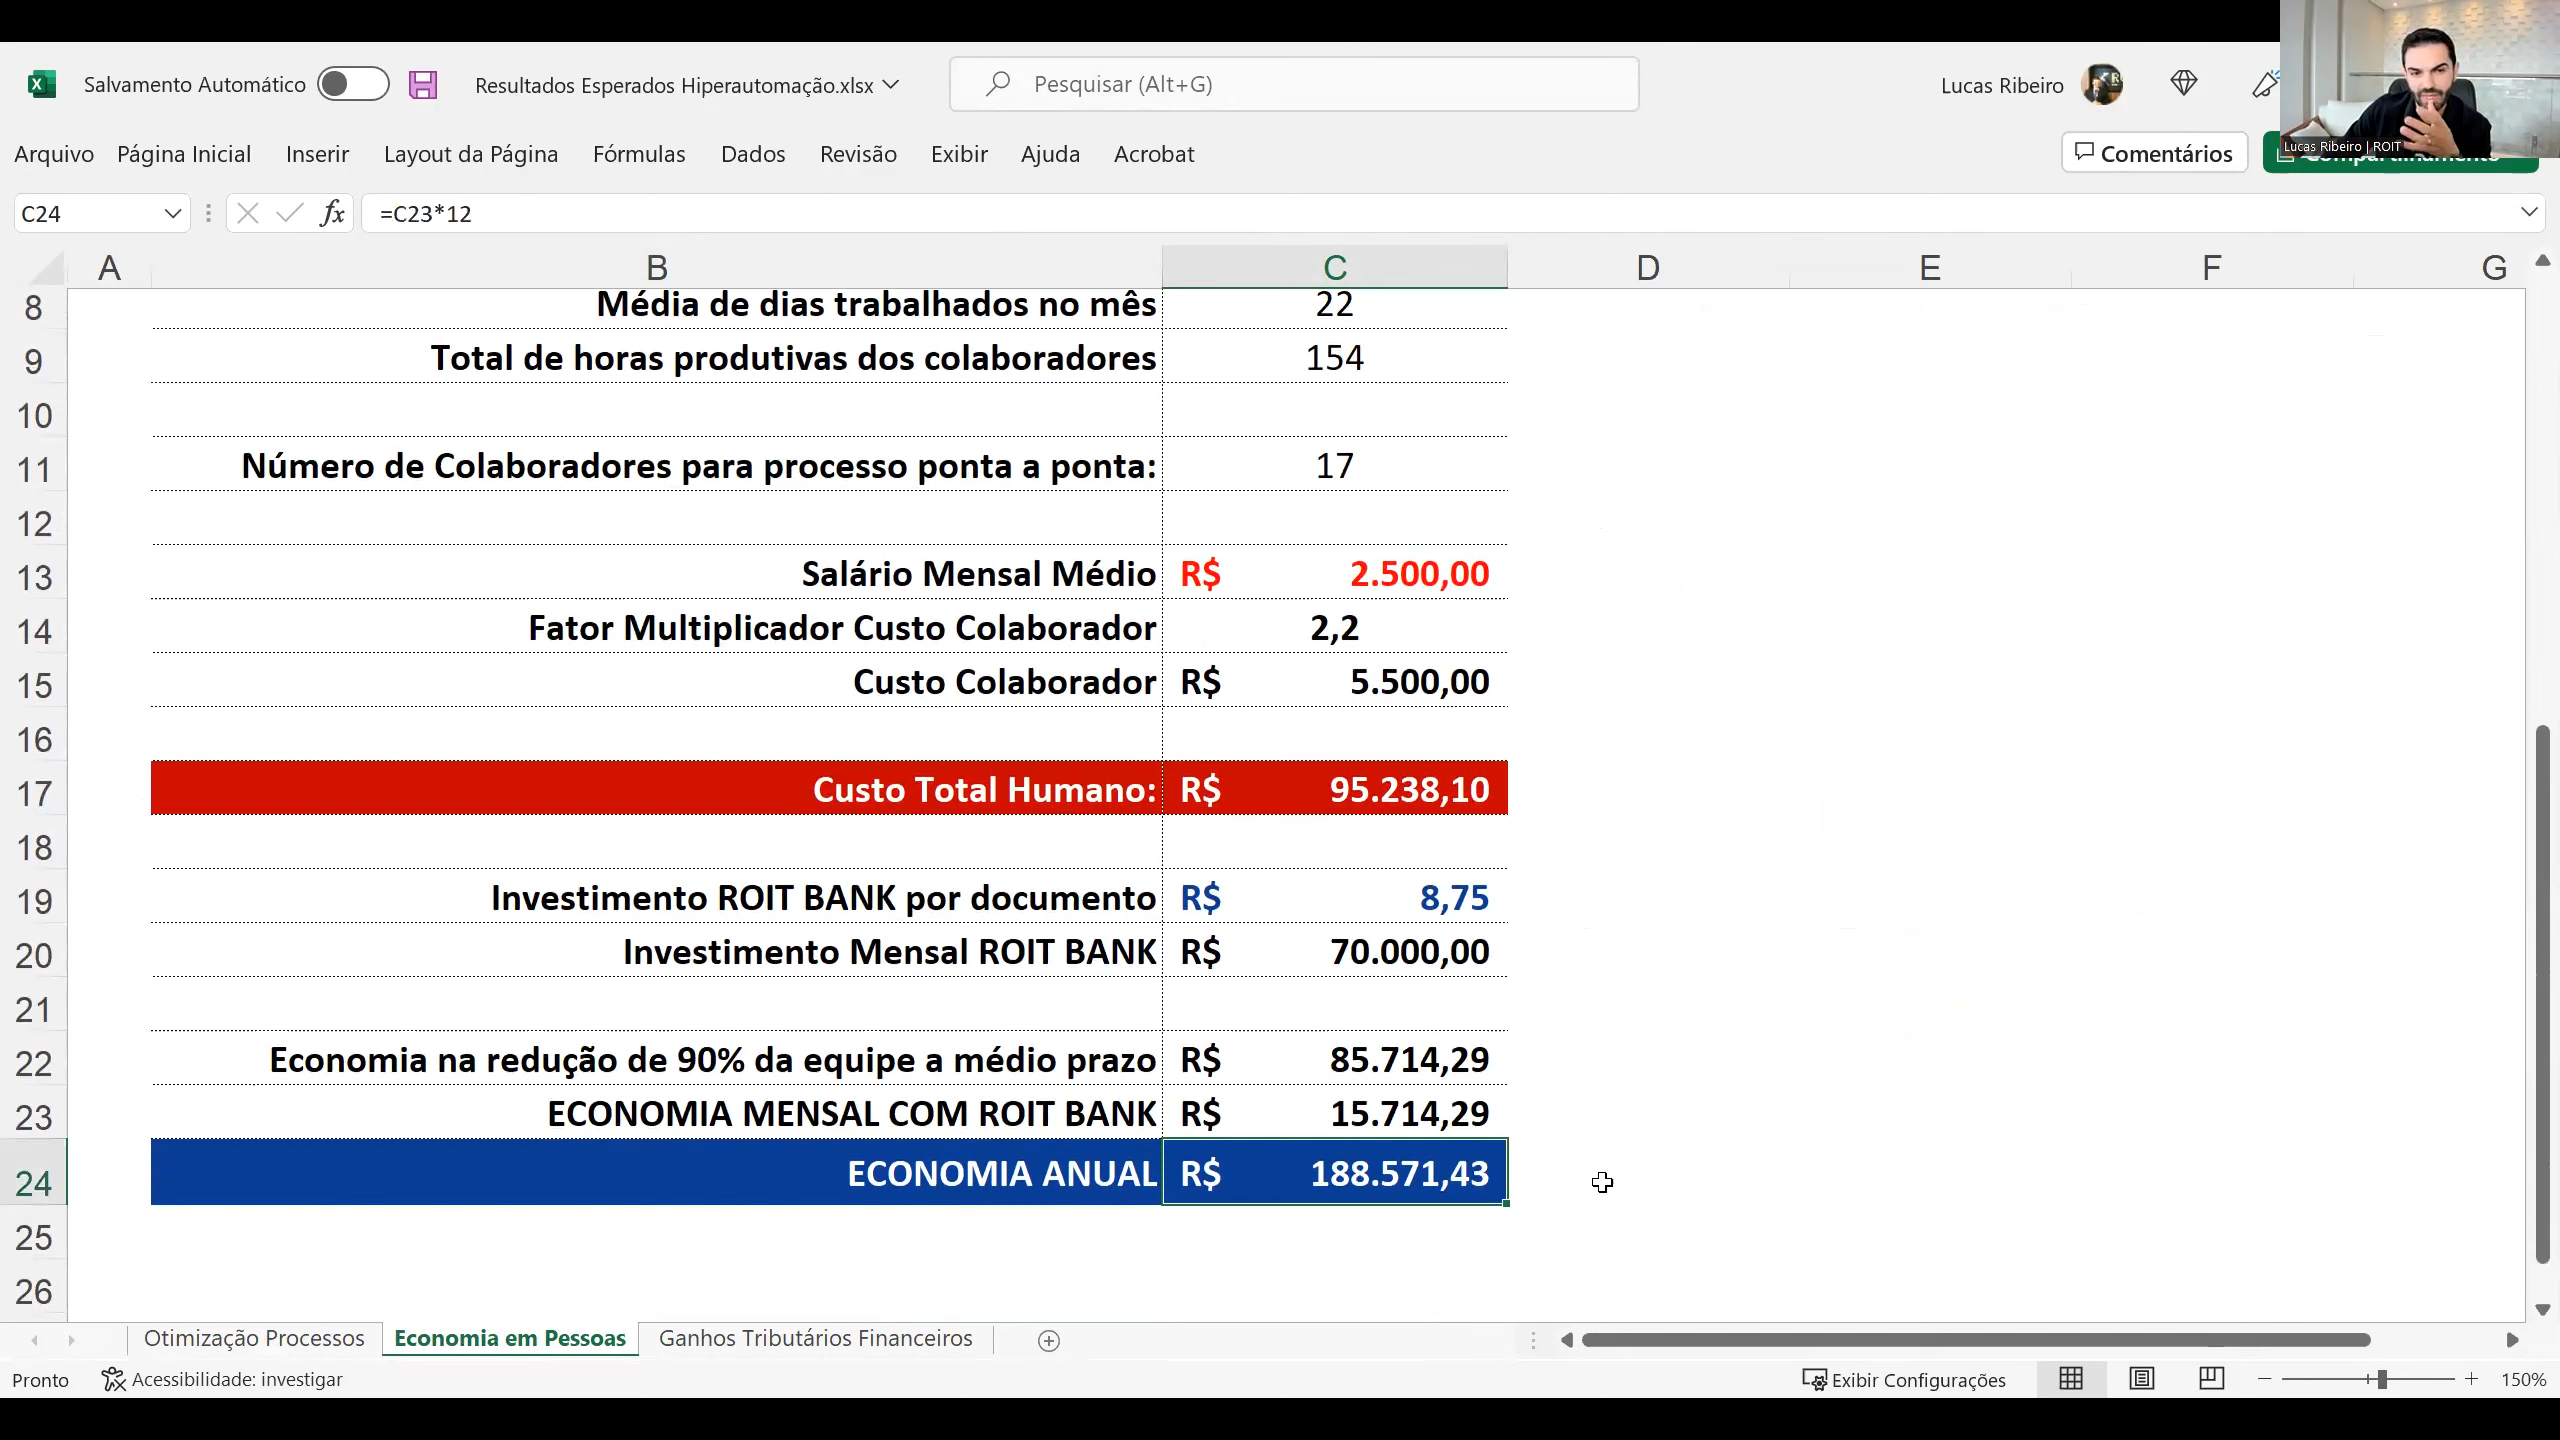 Salvamento Automático
Resultados Esperados Hiperautomação.xlsx
Pesquisar (Alt+G)
Lucas Ribeiro
Lucas Ribeiro | ROIT
Arquivo Página Inicial Inserir Layout da Página Fórmulas Dados Revisão Exibir Ajuda Acrobat
Comentários
C24 fx =C23*12
A B C D E F G
8 Média de dias trabalhados no mês 22
9 Total de horas produtivas dos colaboradores 154
10
11 Número de Colaboradores para processo ponta a ponta: 17
12
13 Salário Mensal Médio R$ 2.500,00
14 Fator Multiplicador Custo Colaborador 2,2
15 Custo Colaborador R$ 5.500,00
16
17 Custo Total Humano: R$ 95.238,10
18
19 Investimento ROIT BANK por documento R$ 8,75
20 Investimento Mensal ROIT BANK R$ 70.000,00
21
22 Economia na redução de 90% da equipe a médio prazo R$ 85.714,29
23 ECONOMIA MENSAL COM ROIT BANK R$ 15.714,29
24 ECONOMIA ANUAL R$ 188.571,43
25
26
Otimização Processos Economia em Pessoas Ganhos Tributários Financeiros
Pronto Acessibilidade: investigar Exibir Configurações 150%